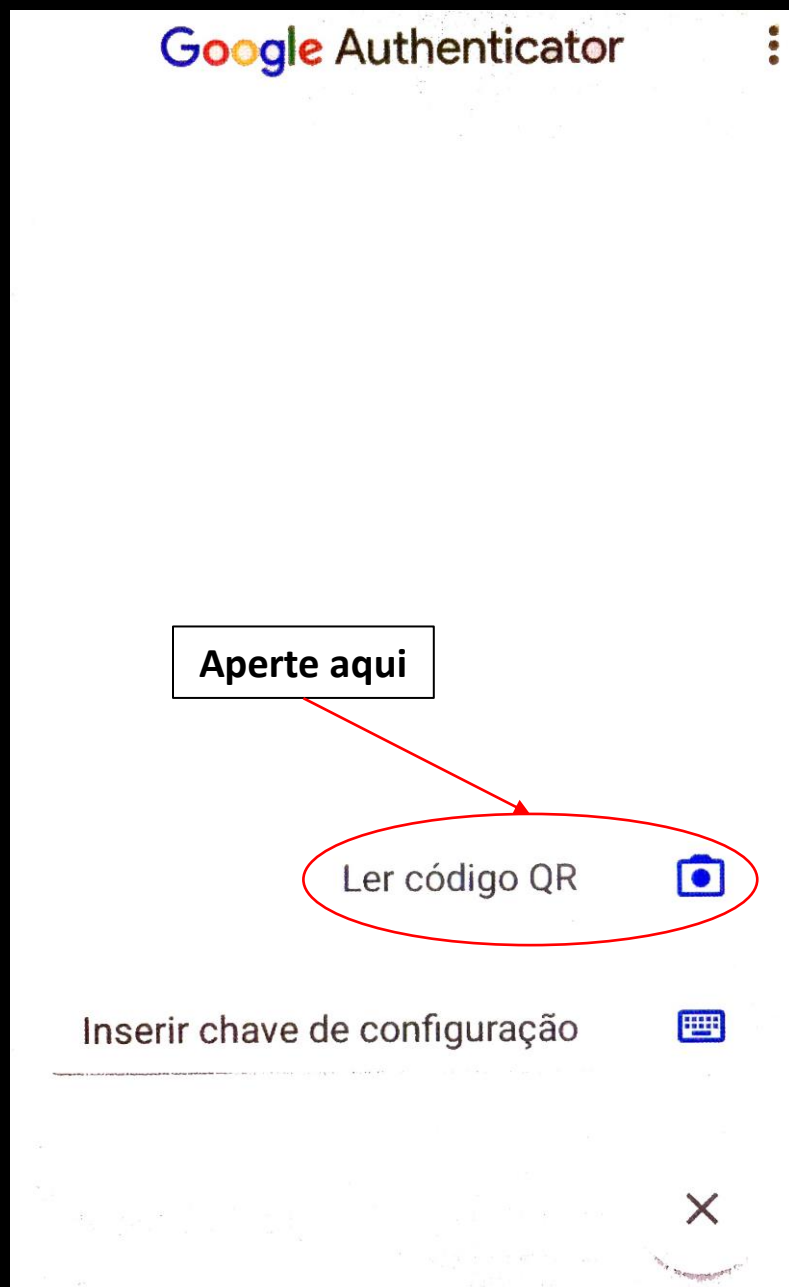 Google Authenticator
Aperte aqui
Ler código QR
Inserir chave de configuração